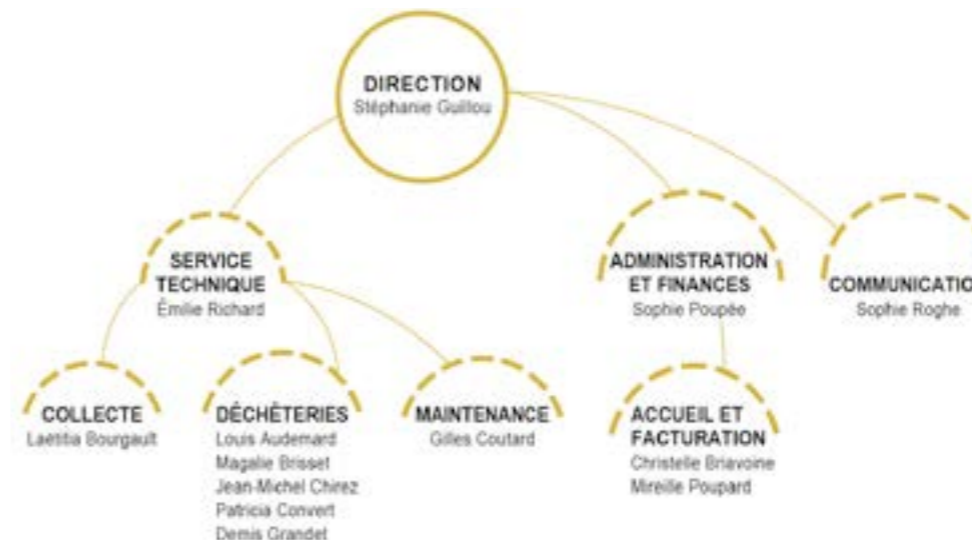 DIRECTION
Stéphanie Guillou
SERVICE
TECHNIQUE
Émilie Richard
ADMINISTRATION
ET FINANCES
Sophie Poupée
COMMUNICATIO
Sophie Roghe
COLLECTE
Laëtitia Bourgault
DÉCHÈTERIES
Louis Audemard
Magalie Brisset
Jean-Michel Chirez
Patricia Convert
Demis Grandet
MAINTENANCE
Gilles Coutard
ACCUEIL ET
FACTURATION
Christelle Briavoine
Mireille Poupard